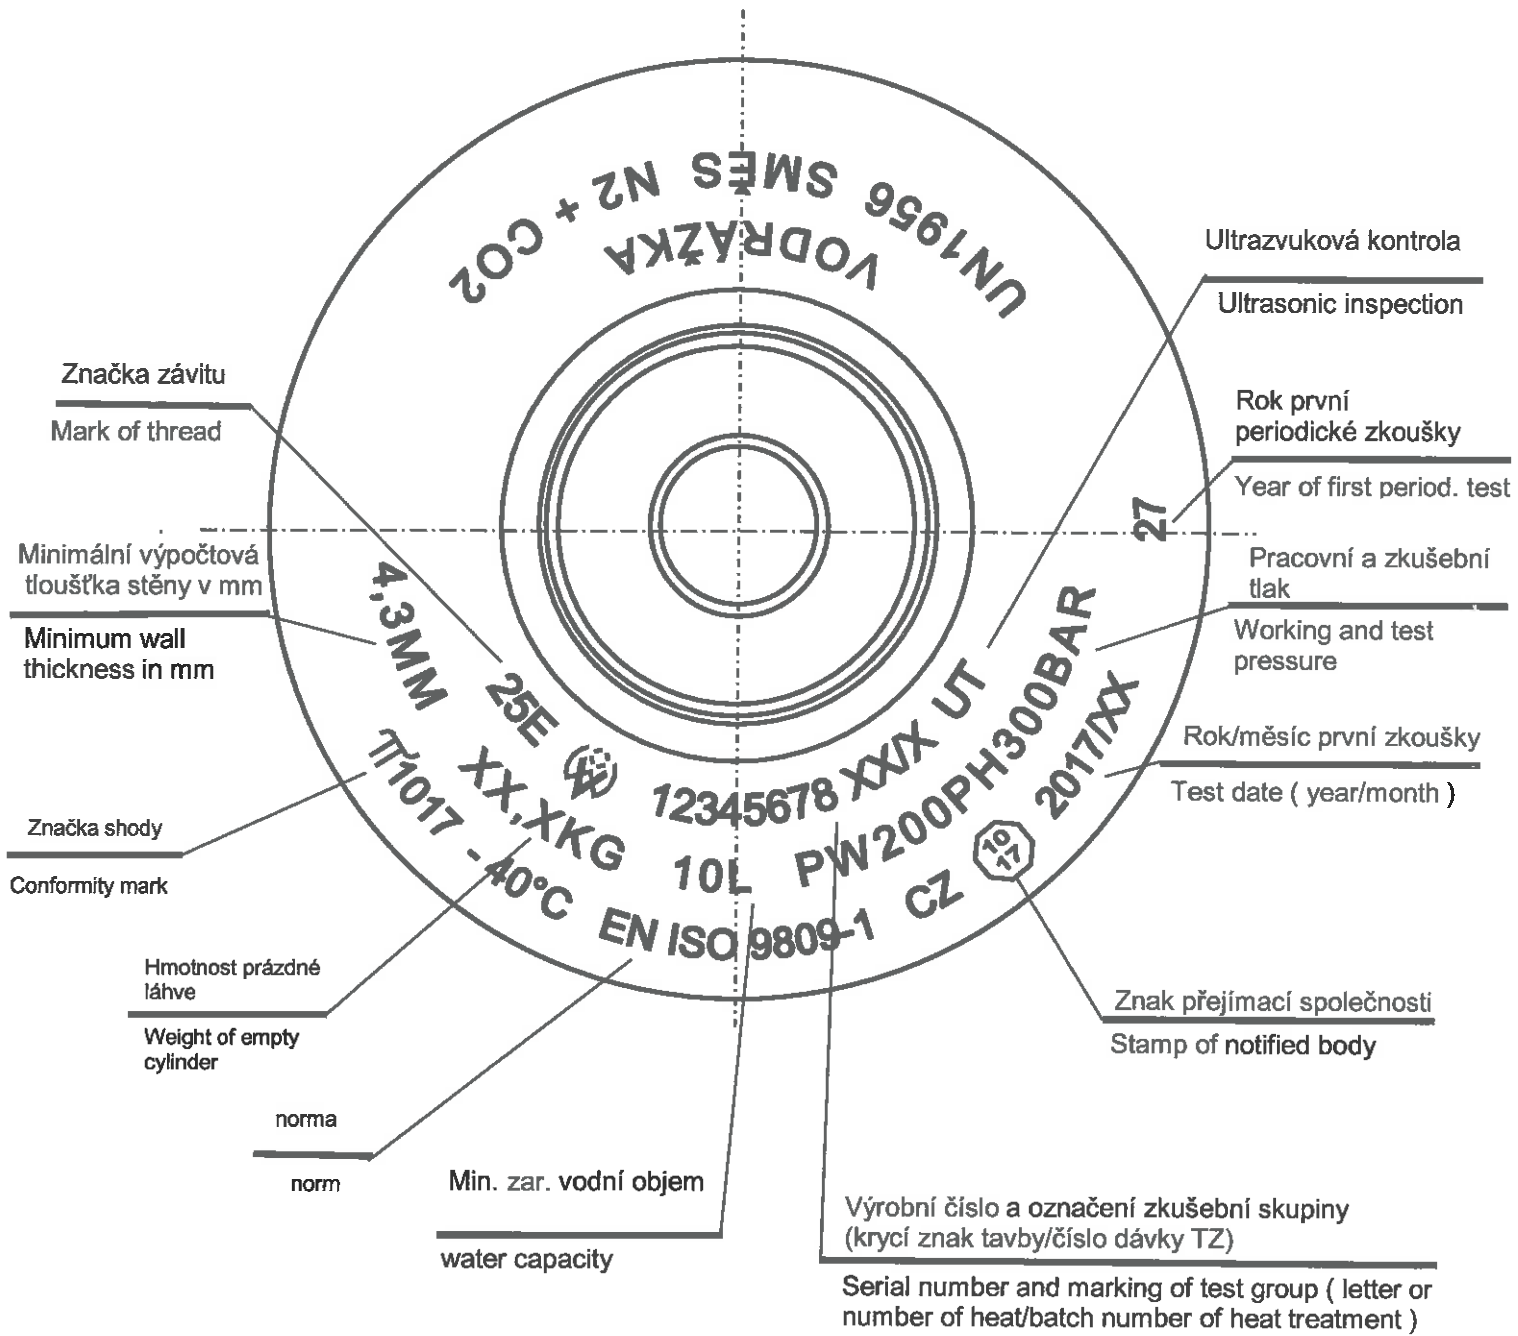 UN1956 SMĚS N2 + CO2
VODRÁŽKA
Ultrazvuková kontrola
Ultrasonic inspection
Značka závitu
Mark of thread
Rok první
periodické zkoušky
Year of first period. test
27
Minimální výpočtová
tloušťka stěny v mm
Minimum wall
thickness in mm
Pracovní a zkušební
tlak
Working and test
pressure
25E 12345678 XX/X UT
4,3MM XX,XKG 10L PW200PH300BAR
π1017 -40°C EN ISO 9809-1 CZ 10 17 2017/XX
Rok/měsíc první zkoušky
Test date ( year/month )
Značka shody
Conformity mark
Hmotnost prázdné
láhve
Weight of empty
cylinder
Znak přejímací společnosti
Stamp of notified body
norma
norm
Min. zar. vodní objem
water capacity
Výrobní číslo a označení zkušební skupiny
(krycí znak tavby/číslo dávky TZ)
Serial number and marking of test group ( letter or
number of heat/batch number of heat treatment )